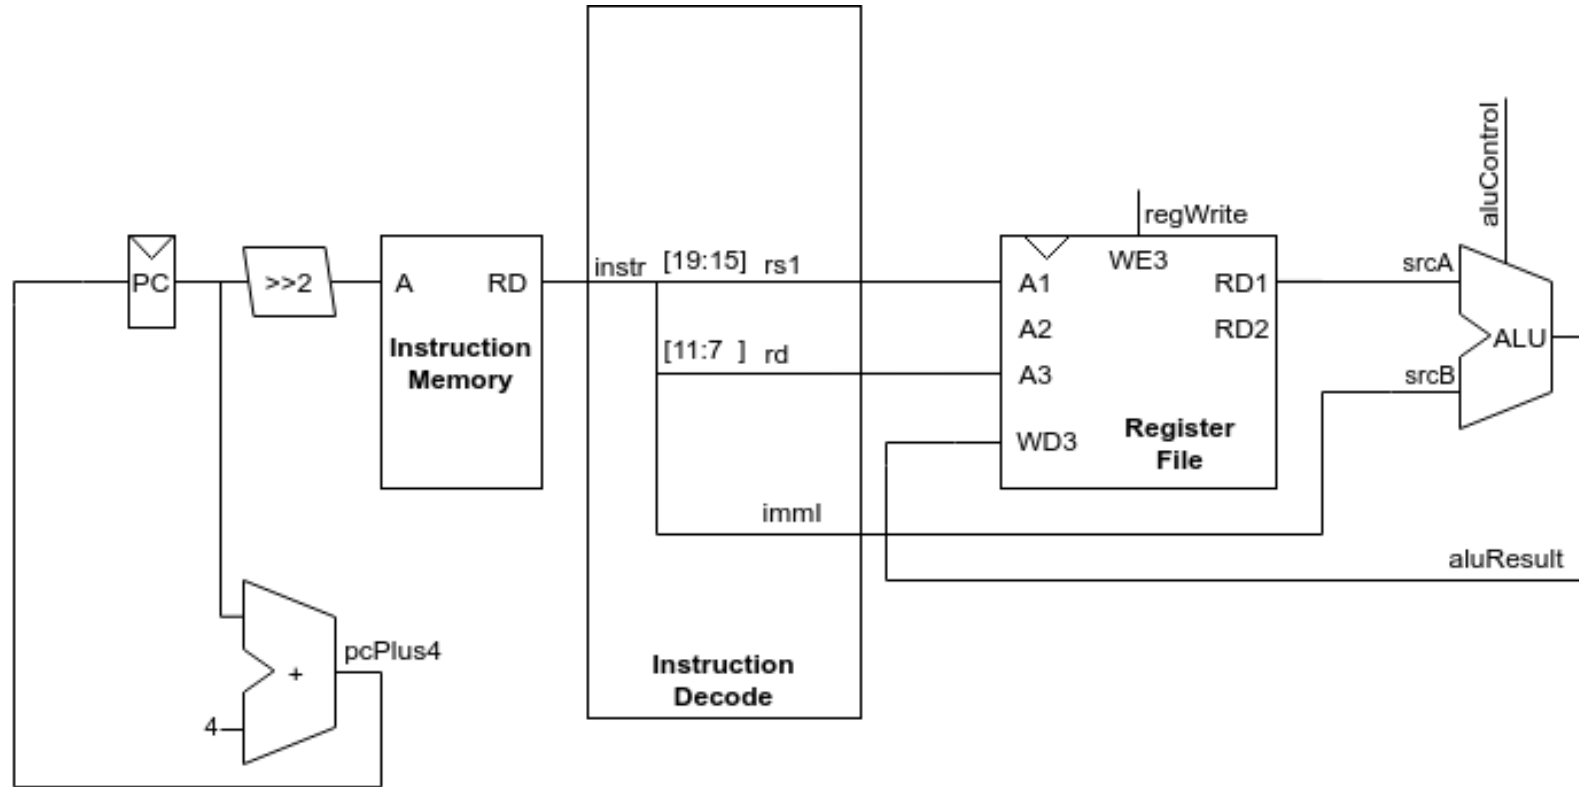 aluControl
regWrite
PC
>>2
A
RD
Instruction
Memory
instr
[19:15]
rs1
[11:7 ]
rd
immI
Instruction
Decode
WE3
A1
A2
A3
WD3
RD1
RD2
Register
File
srcA
srcB
ALU
aluResult
pcPlus4
+
4